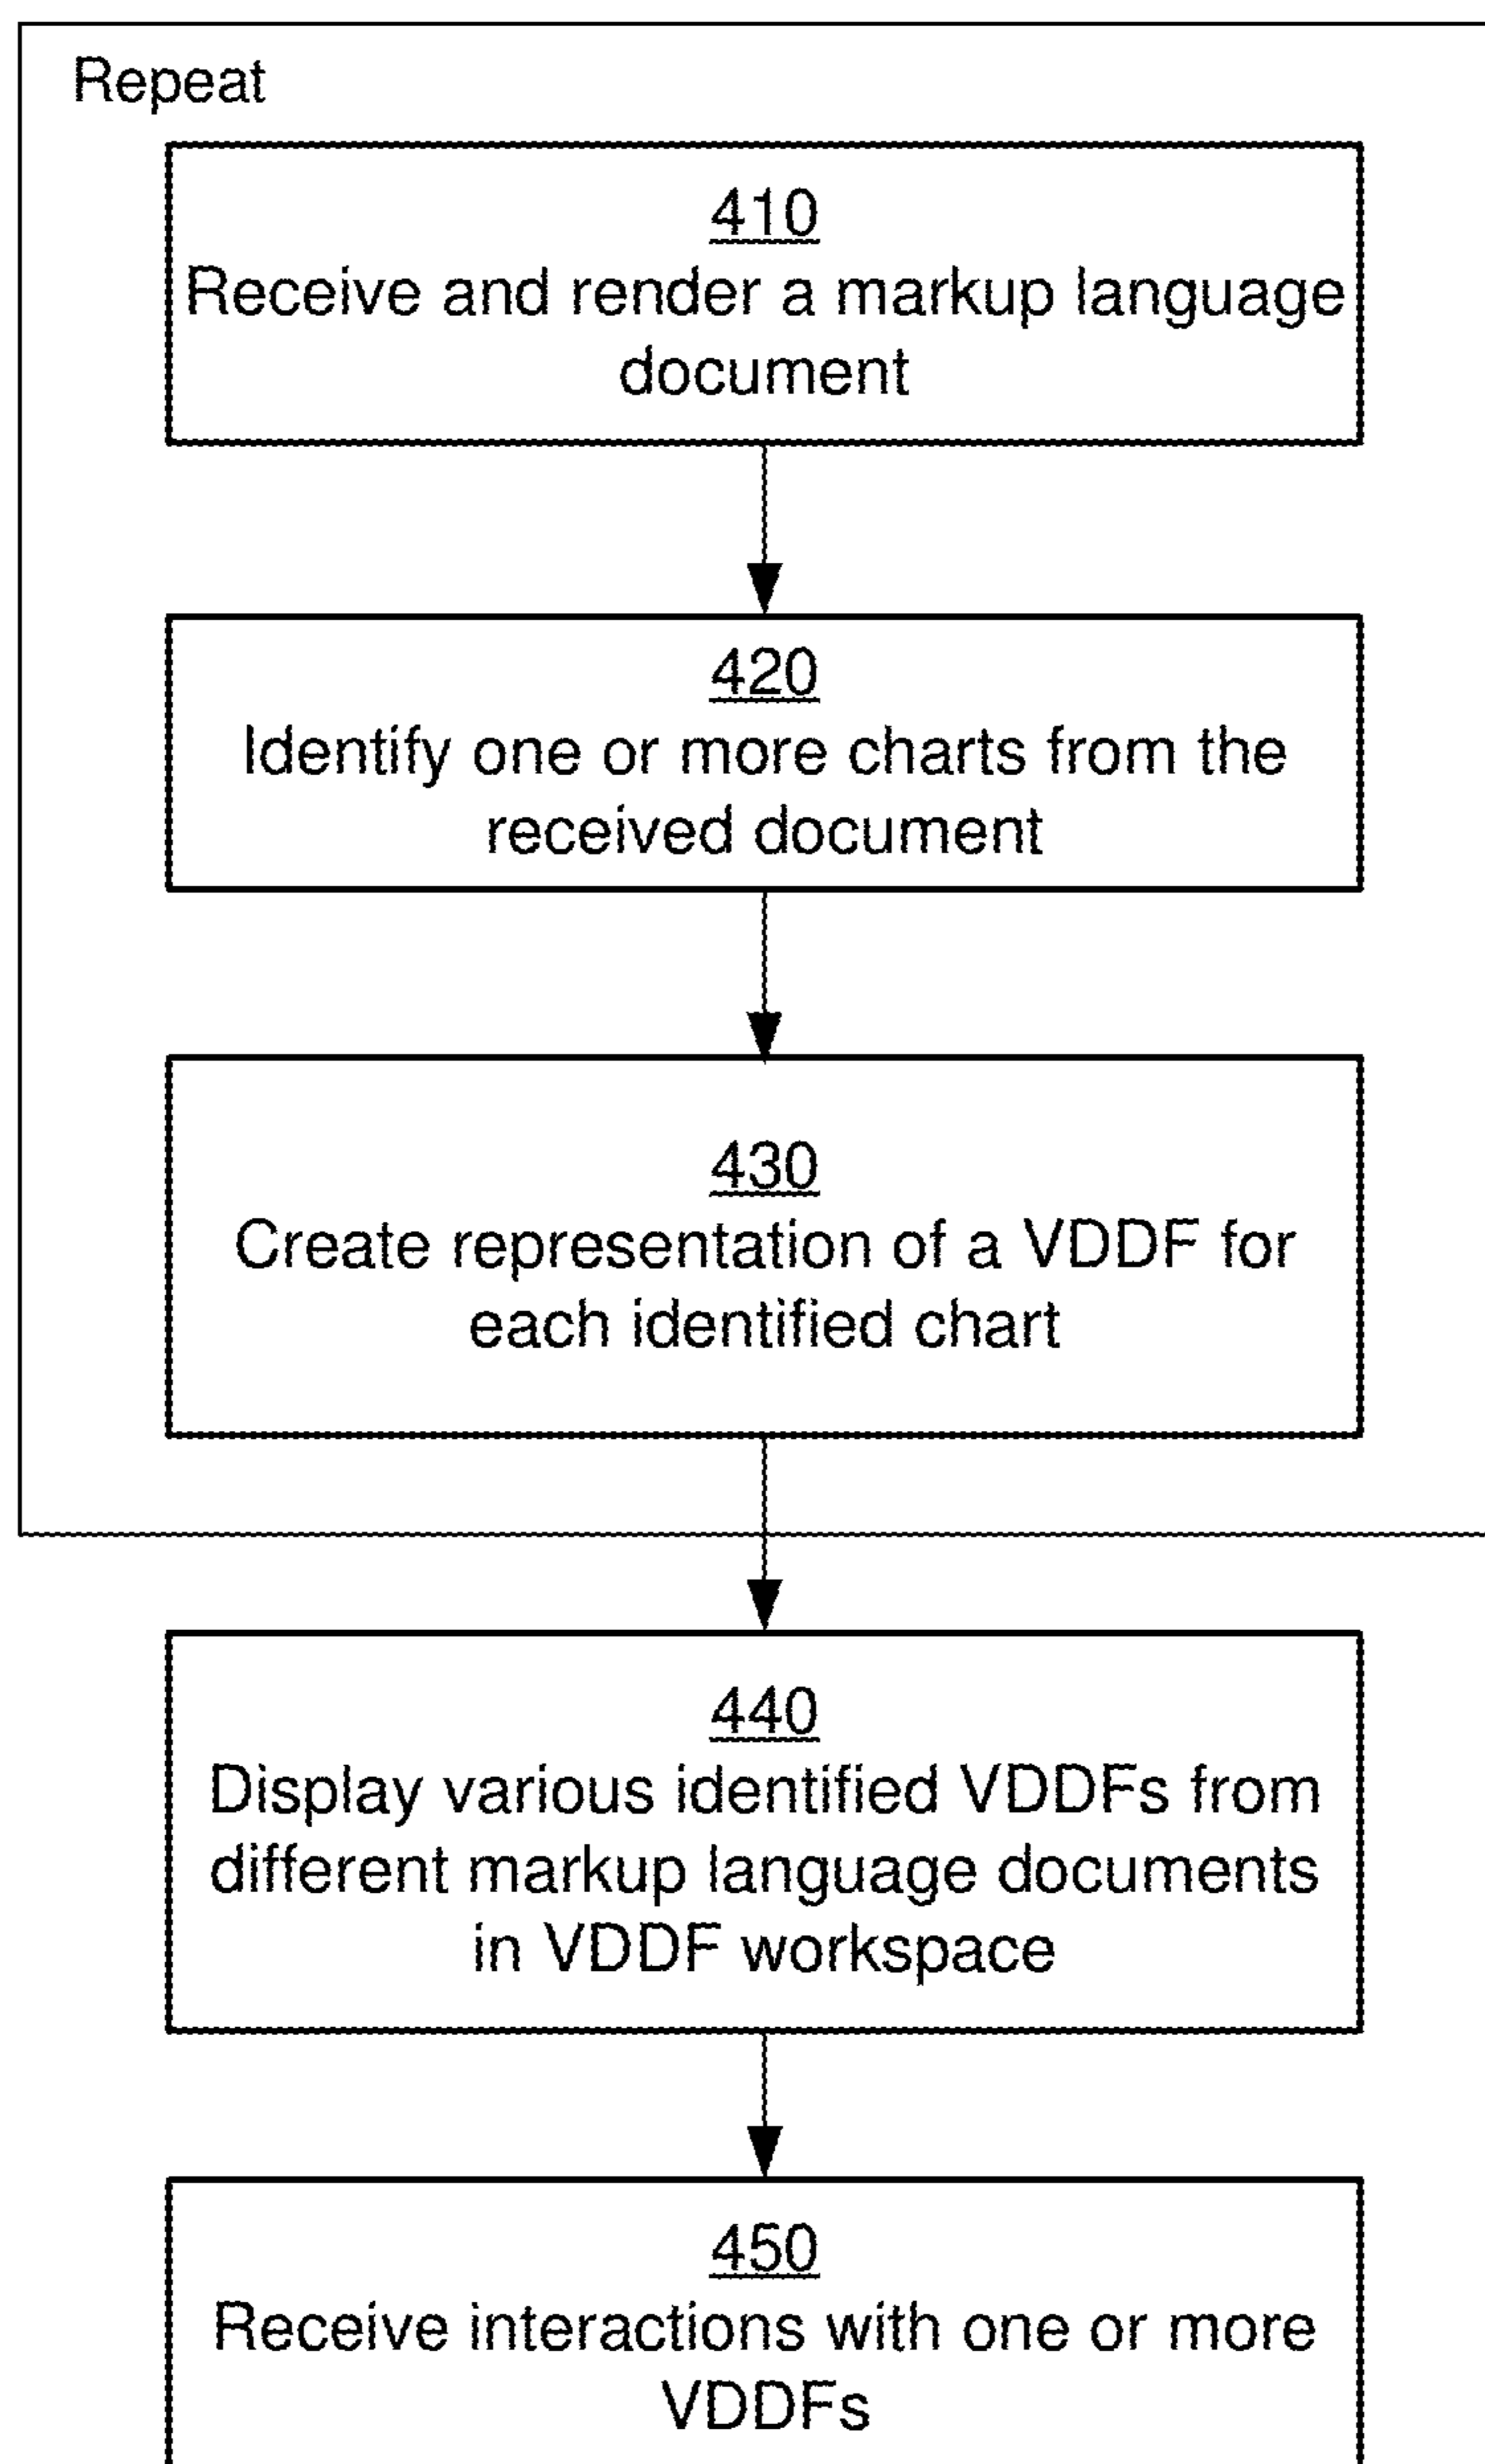 Repeat
410
Receive and render a markup language
document
420
Identify one or more charts from the
received document
430
Create representation of a VDDF for
each identified chart
440
Display various identified VDDFs from
different markup language documents
in VDDF workspace
450
Receive interactions with one or more
VDDFs